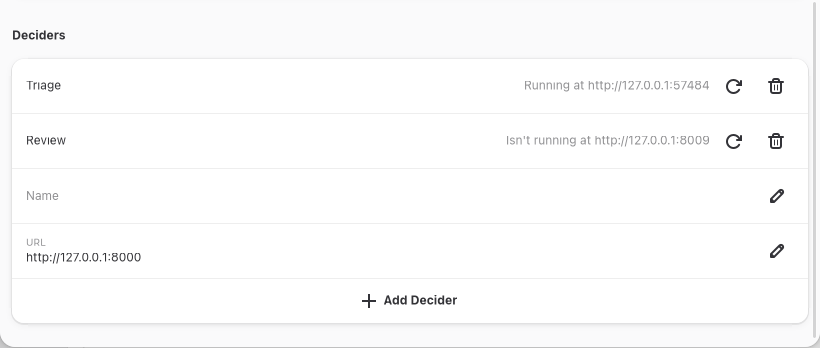 Deciders
Triage
Running at http://127.0.0.1:57484
Review
Isn't running at http://127.0.0.1:8009
Name
URL
http://127.0.0.1:8000
Add Decider